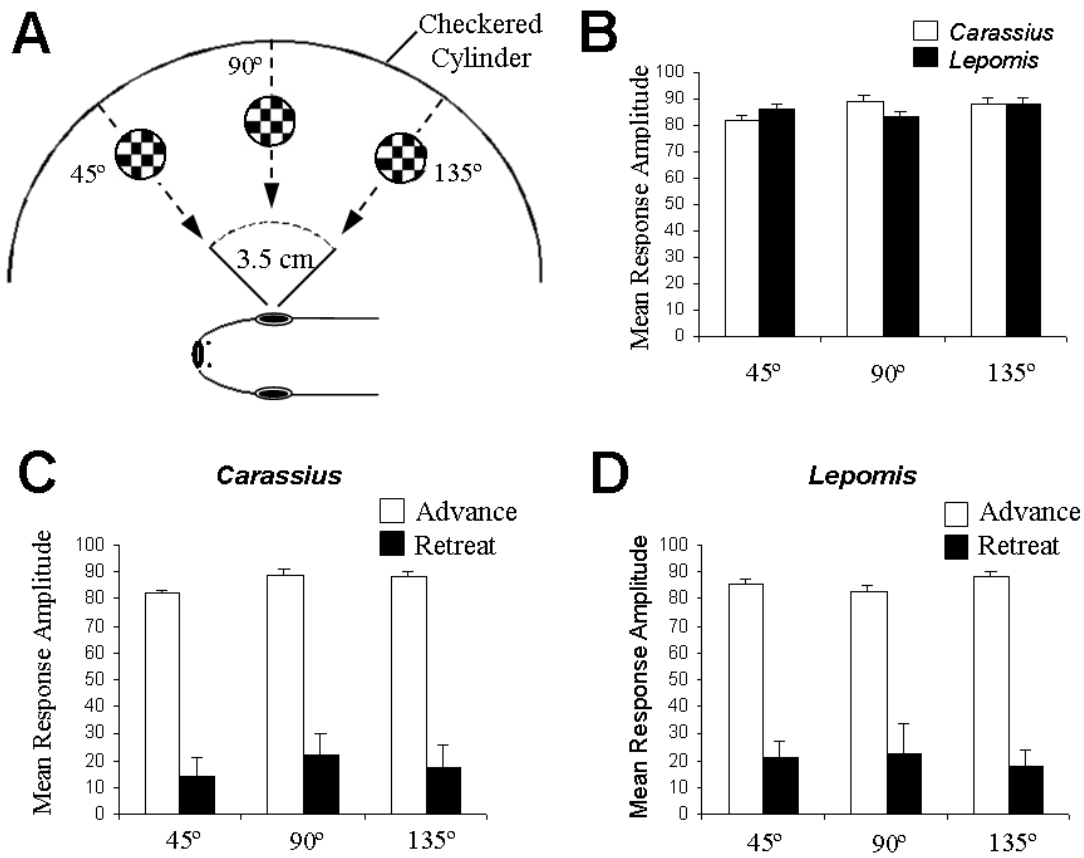 A
Checkered
Cylinder
90º
45º
135º
3.5 cm
B
Carassius
Lepomis
Mean Response Amplitude
100
90
80
70
60
50
40
30
20
10
0
45º
90º
135º
C
Carassius
Advance
Retreat
Mean Response Amplitude
100
90
80
70
60
50
40
30
20
10
0
45º
90º
135º
D
Lepomis
Advance
Retreat
Mean Response Amplitude
100
90
80
70
60
50
40
30
20
10
0
45º
90º
135º